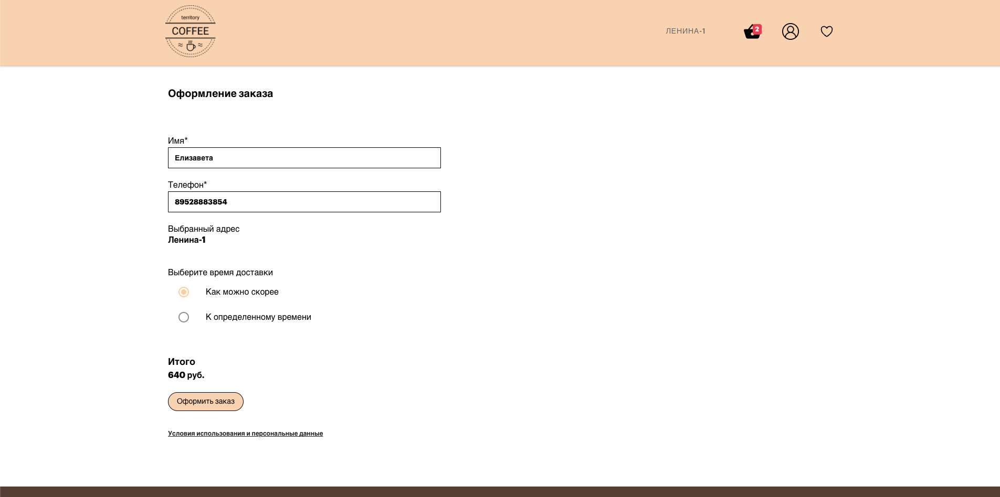 territory
COFFEE
ЛЕНИНА-1
2
Оформление заказа
Имя*
Елизавета
Телефон*
89528883854
Выбранный адрес
Ленина-1
Выберите время доставки
Как можно скорее
К определенному времени
Итого
640 руб.
Оформить заказ
Условия использования и персональные данные